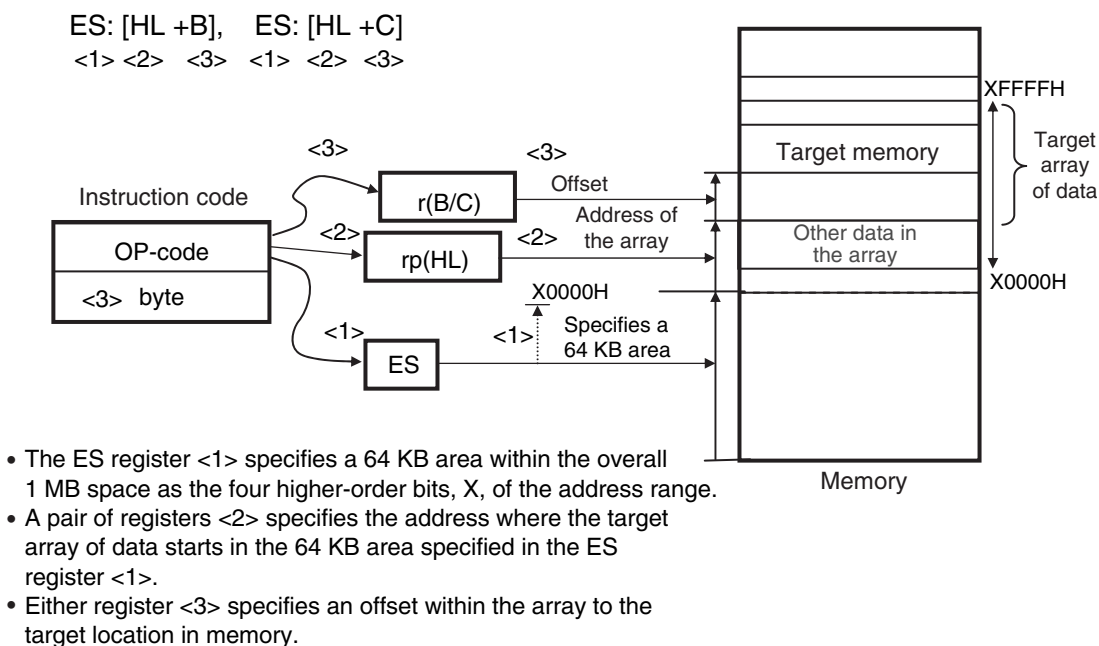 ES: [HL +B], ES: [HL +C]
<1> <2> <3> <1> <2> <3>
XFFFFH
Target
array
of data
Target memory
<3>
<3>
Instruction code
r(B/C)
Offset
OP-code
<2>
rp(HL)
<2>
Address of
the array
Other data in
the array
<3> byte
X0000H
X0000H
<1>
ES
<1>
Specifies a
64 KB area
Memory
• The ES register <1> specifies a 64 KB area within the overall
1 MB space as the four higher-order bits, X, of the address range.
• A pair of registers <2> specifies the address where the target
array of data starts in the 64 KB area specified in the ES
register <1>.
• Either register <3> specifies an offset within the array to the
target location in memory.